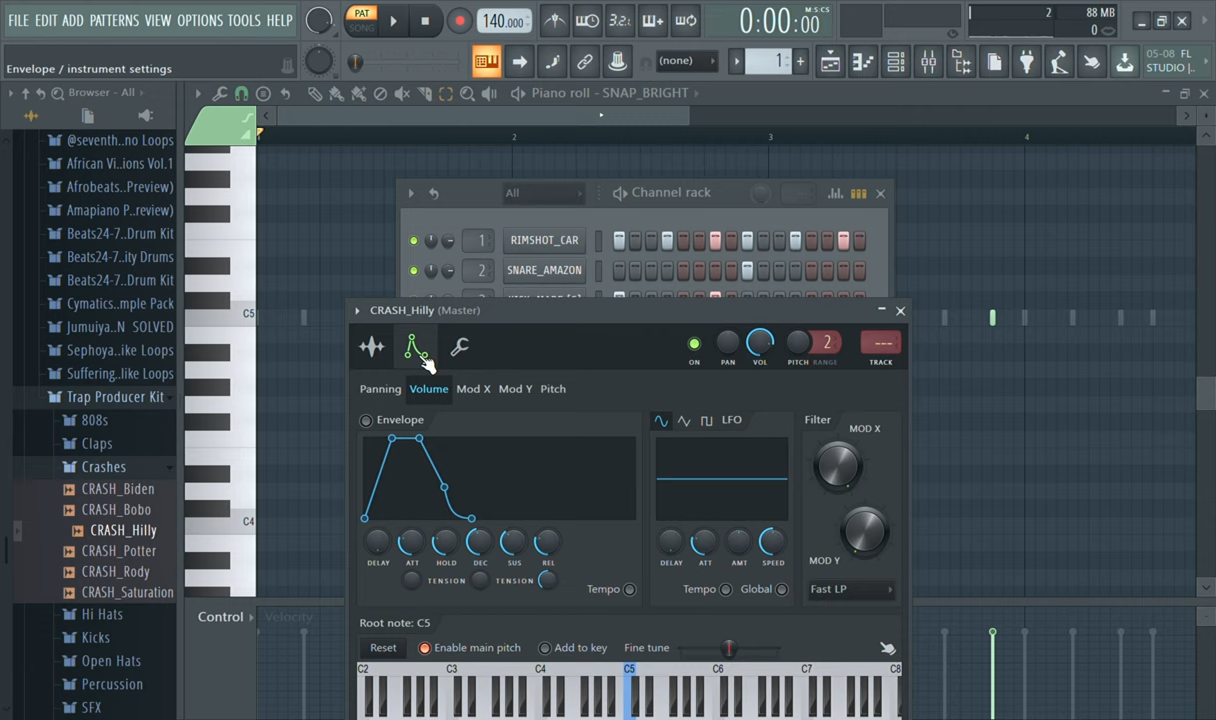 FILE EDIT ADD PATTERNS VIEW OPTIONS TOOLS HELP
PAT
SONG
140.000
3.2.
0:00:00
M:S:CS
2
88 MB
0
Envelope / instrument settings
(none)
1
05-08 FL
STUDIO |..
Browser - All
Piano roll - SNAP_BRIGHT
2
3
4
@seventh..no Loops
African Vi..ions Vol.1
Afrobeats..Preview)
Amapiano P..review)
Beats24-7..Drum Kit
Beats24-7..ity Drums
Beats24-7..Drum Kit
Cymatics..mple Pack
Jumuiya..N SOLVED
Sephoya..ike Loops
Suffering..like Loops
Trap Producer Kit
808s
Claps
Crashes
CRASH_Biden
CRASH_Bobo
CRASH_Hilly
CRASH_Potter
CRASH_Rody
CRASH_Saturation
Hi Hats
Kicks
Open Hats
Percussion
SFX
C5
C4
All
Channel rack
1
RIMSHOT_CAR
2
SNARE_AMAZON
CRASH_Hilly (Master)
ON
PAN
VOL
PITCH
2
RANGE
---
TRACK
Panning
Volume
Mod X
Mod Y
Pitch
Envelope
LFO
Filter
MOD X
MOD Y
DELAY
ATT
HOLD
DEC
SUS
REL
DELAY
ATT
AMT
SPEED
TENSION
TENSION
Tempo
Tempo
Global
Fast LP
Root note: C5
Reset
Enable main pitch
Add to key
Fine tune
C2
C3
C4
C5
C6
C7
C8
Control
Velocity